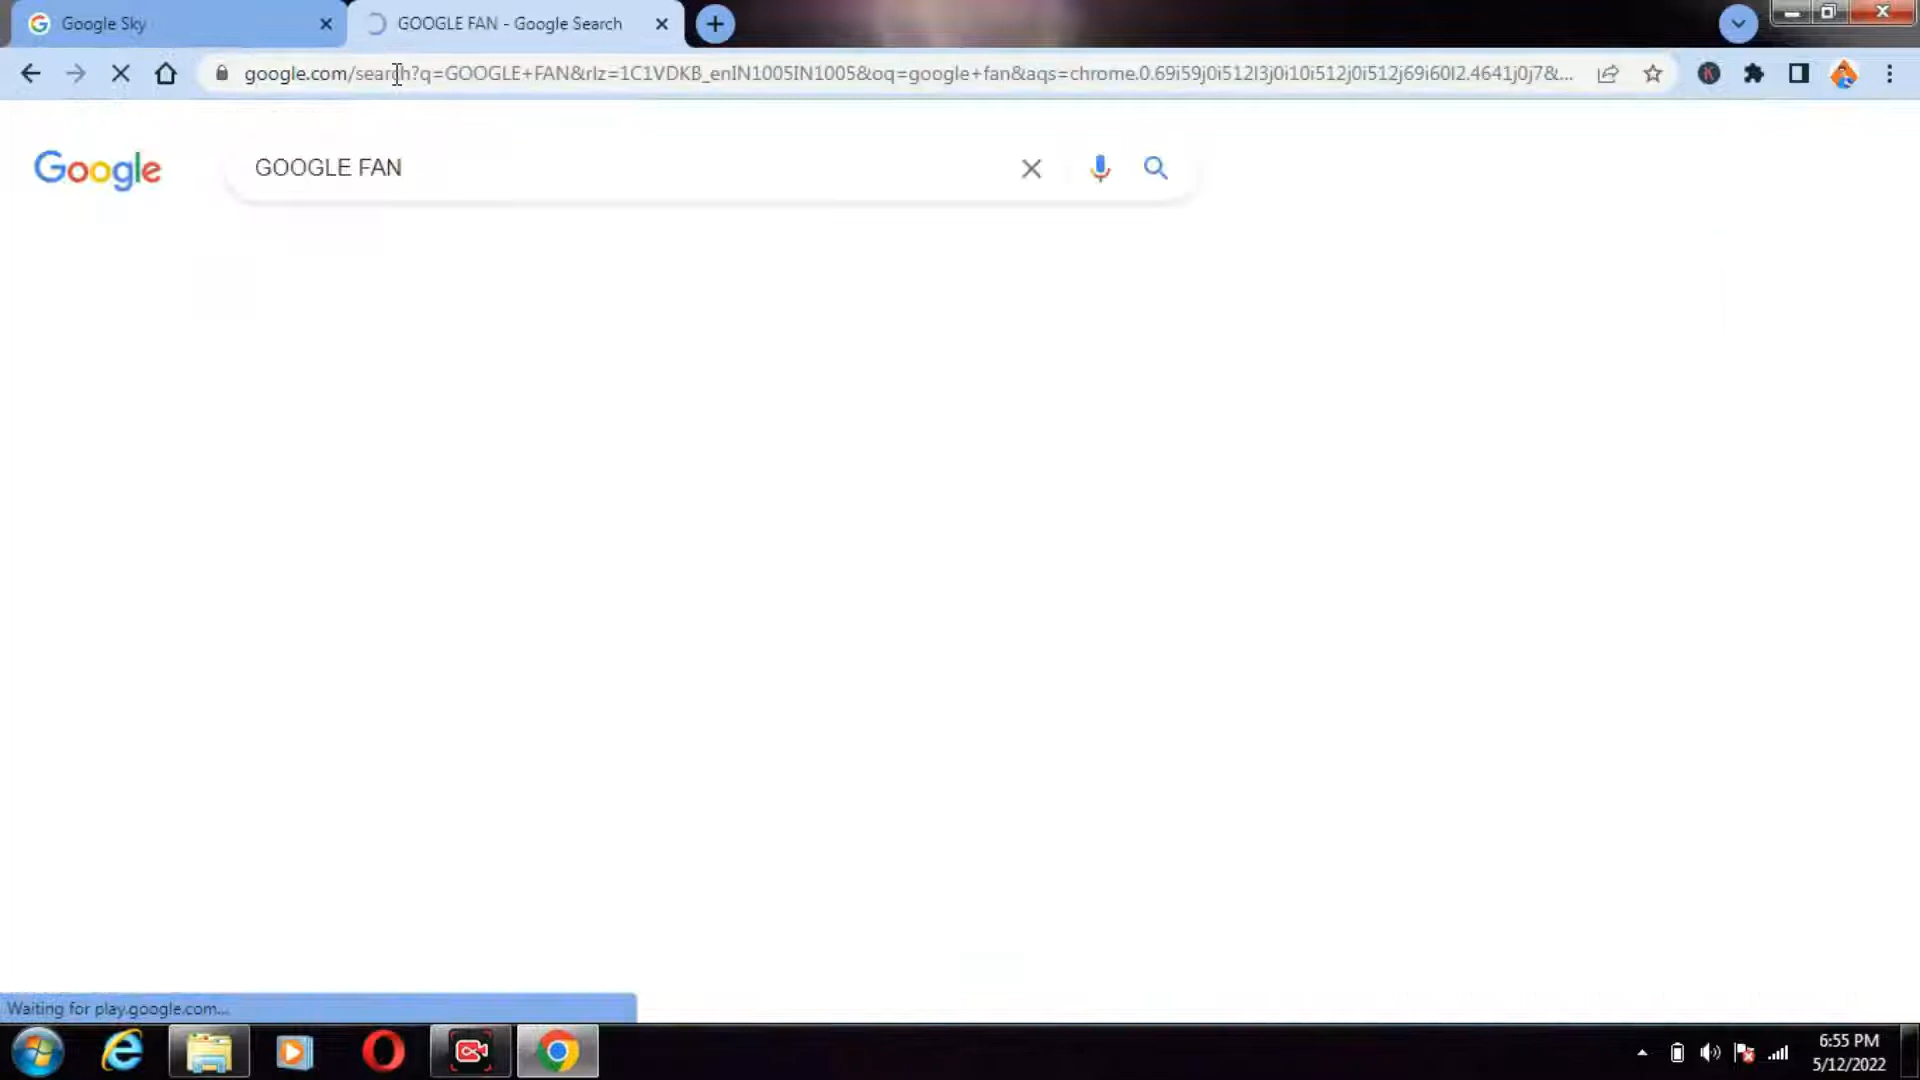 Google Sky
GOOGLE FAN - Google Search
google.com/search?q=GOOGLE+FAN&rlz=1C1VDKB_enIN1005IN1005&oq=google+fan&aqs=chrome.0.69i59j0i512l3j0i10i512j0i512j69i60l2.4641j0j7&...
Google
GOOGLE FAN
Waiting for play.google.com...
6:55 PM
5/12/2022